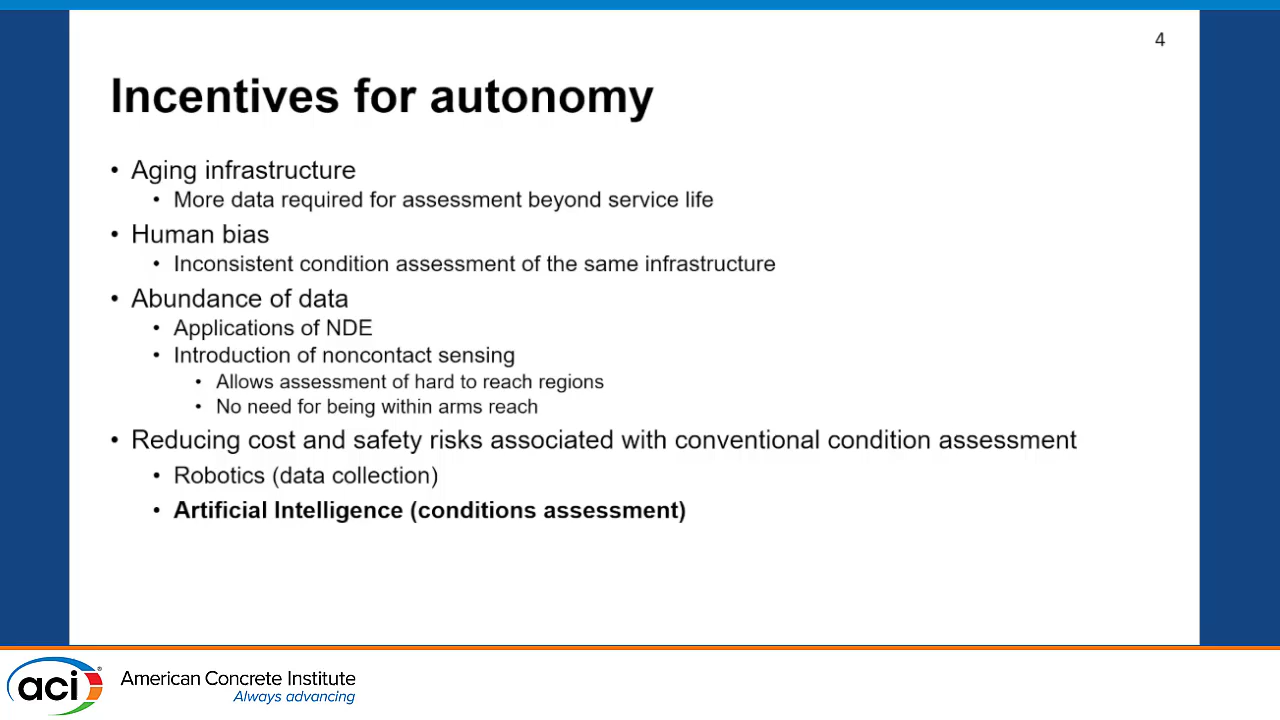 4
Incentives for autonomy
• Aging infrastructure
• More data required for assessment beyond service life
• Human bias
• Inconsistent condition assessment of the same infrastructure
• Abundance of data
• Applications of NDE
• Introduction of noncontact sensing
• Allows assessment of hard to reach regions
• No need for being within arms reach
• Reducing cost and safety risks associated with conventional condition assessment
• Robotics (data collection)
• Artificial Intelligence (conditions assessment)
aci®
American Concrete Institute
Always advancing